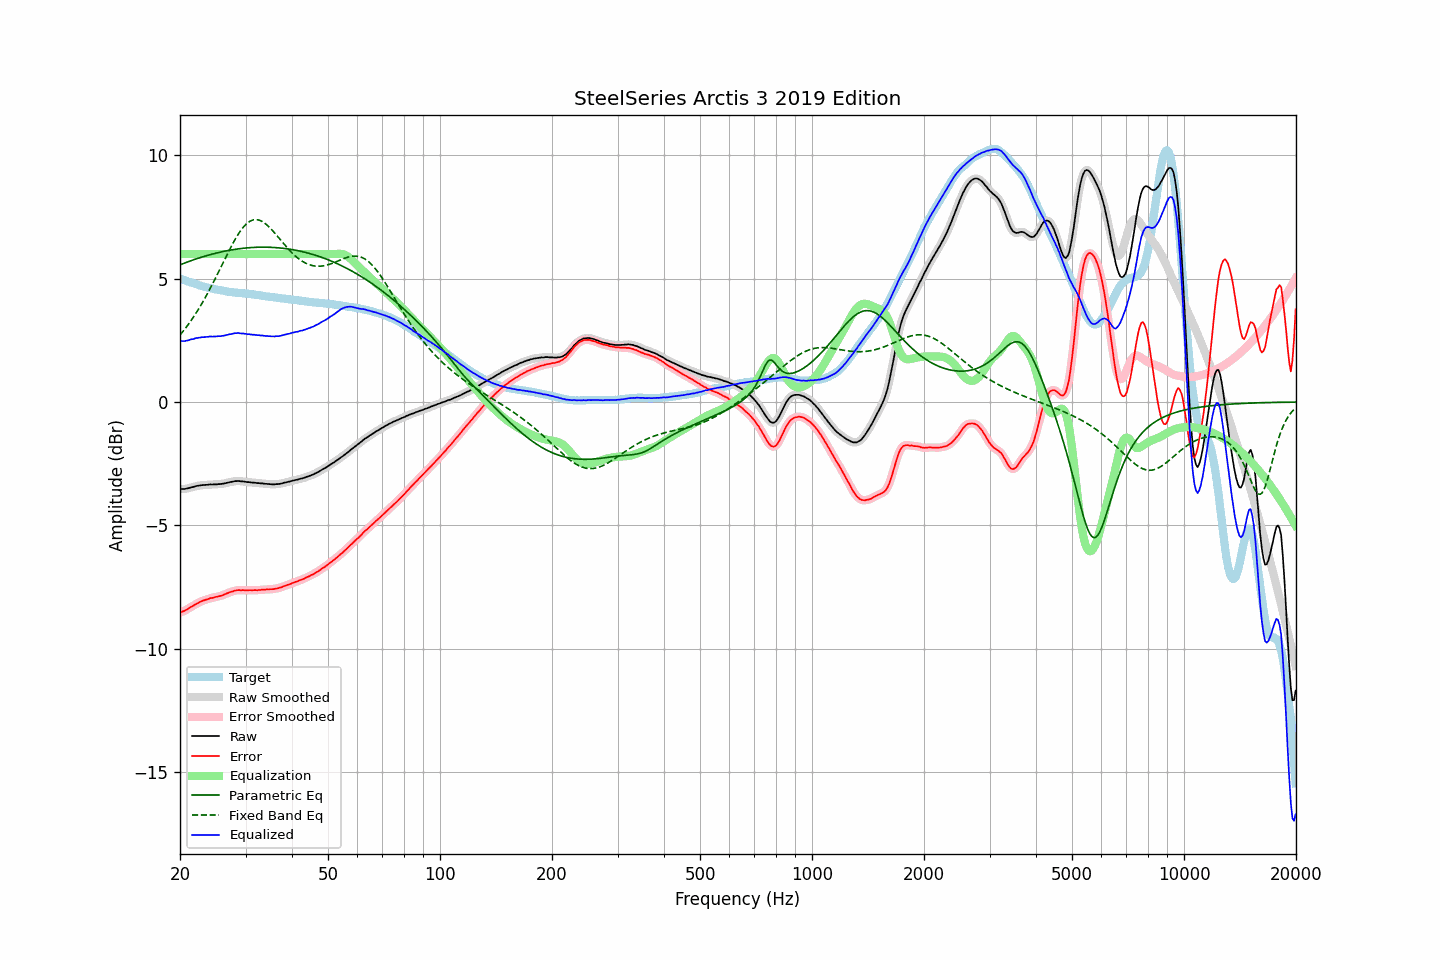 SteelSeries Arctis 3 2019 Edition
Amplitude (dBr)
10
5
0
−5
−10
−15
Target
Raw Smoothed
Error Smoothed
Raw
Error
Equalization
Parametric Eq
Fixed Band Eq
Equalized
20 50 100 200 500 1000 2000 5000 10000 20000
Frequency (Hz)